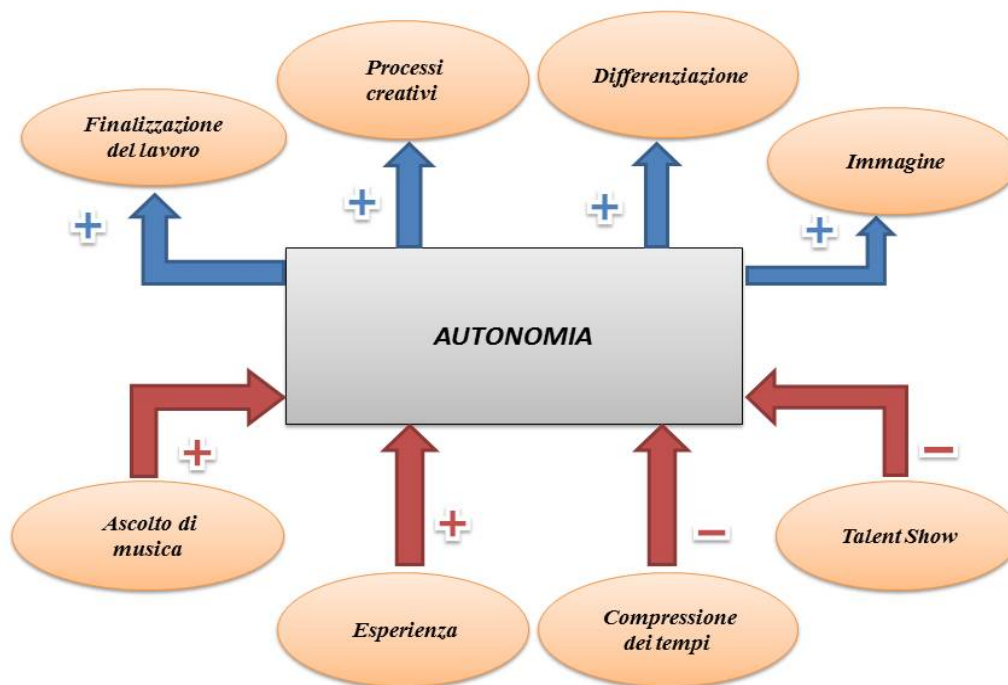 Processi
creativi
Differenziazione
Finalizzazione
del lavoro
Immagine
+
+
+
+
AUTONOMIA
+
–
Ascolto di
musica
+
–
Talent Show
Esperienza
Compressione
dei tempi